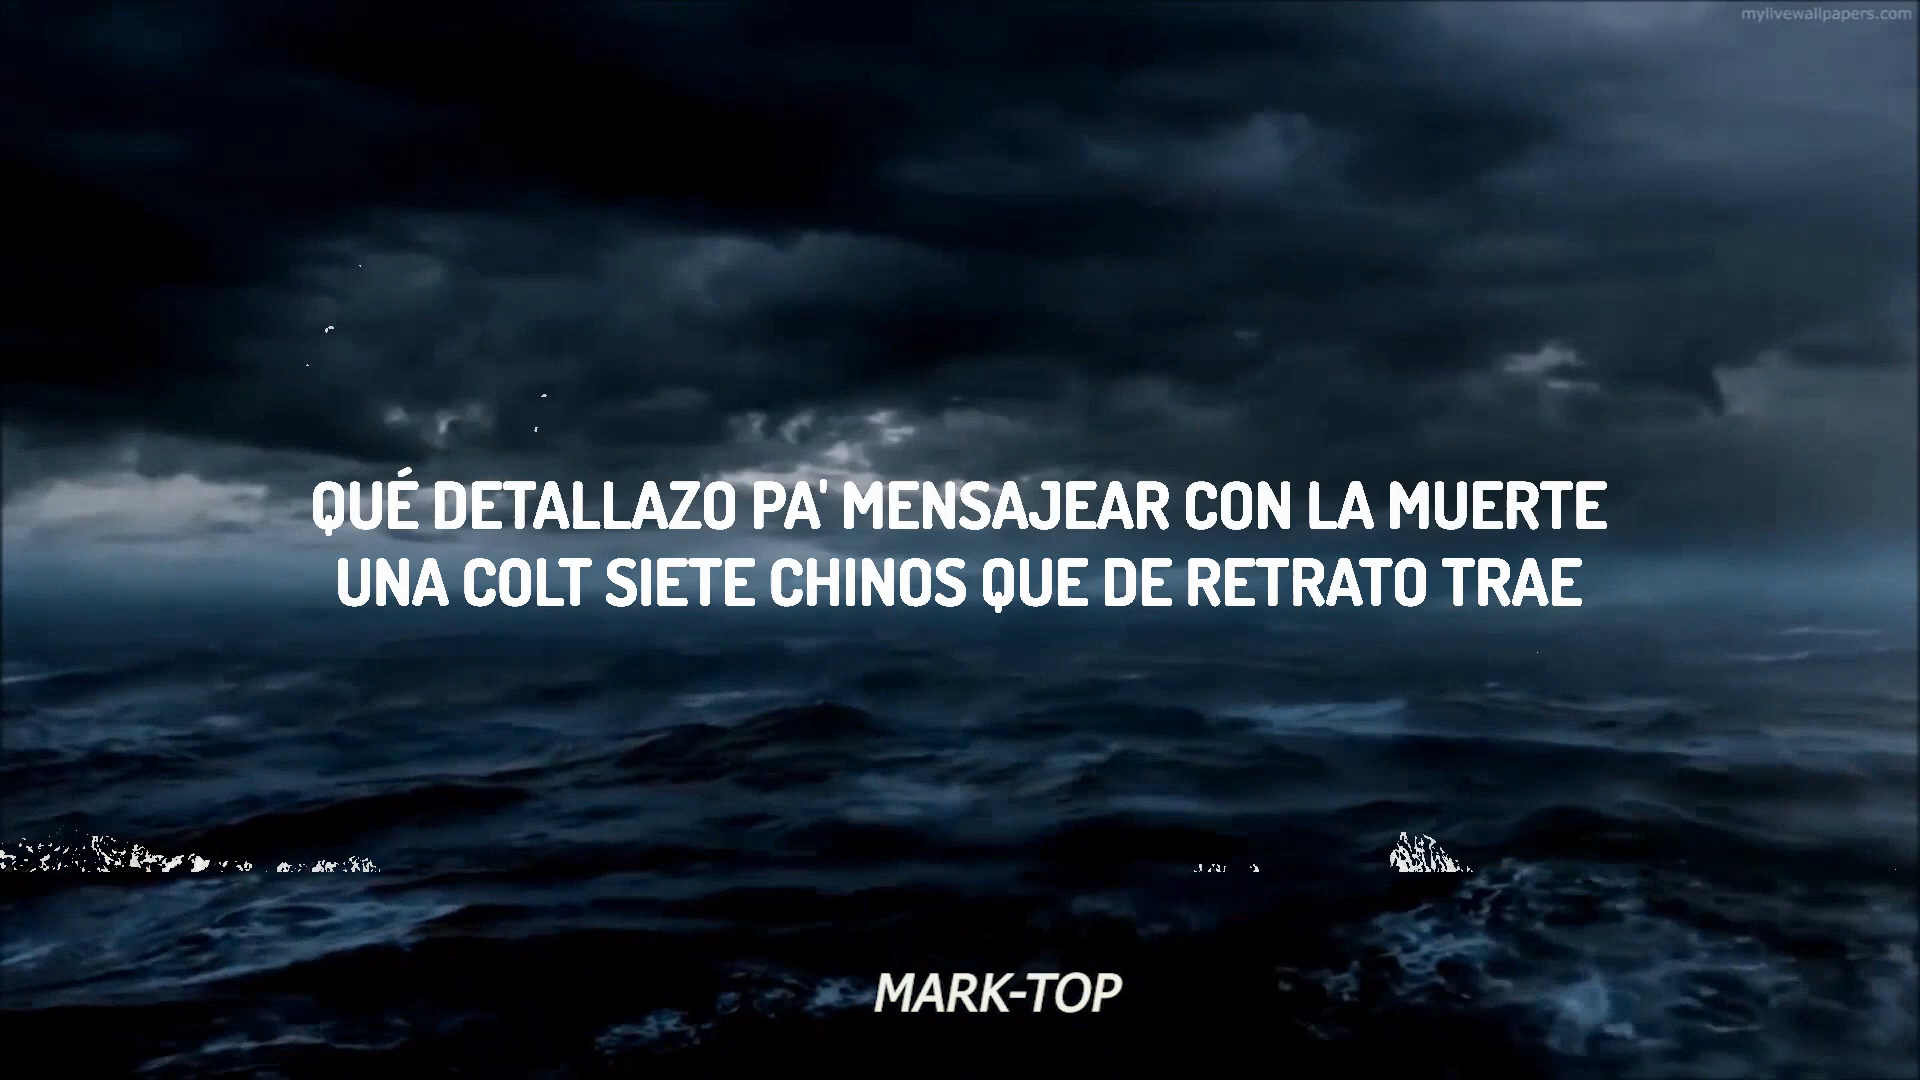 mylivewallpapers.com
QUÉ DETALLAZO PA' MENSAJEAR CON LA MUERTE
UNA COLT SIETE CHINOS QUE DE RETRATO TRAE
MARK-TOP